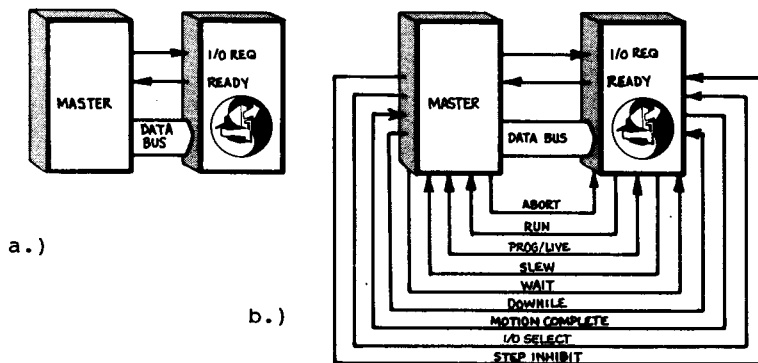 I/O REQ
READY
MASTER
DATA
BUS
a.)
I/O REQ
READY
MASTER
DATA BUS
ABORT
RUN
PROG/LIVE
SLEW
WAIT
DOWHILE
MOTION COMPLETE
I/O SELECT
STEP INHIBIT
b.)